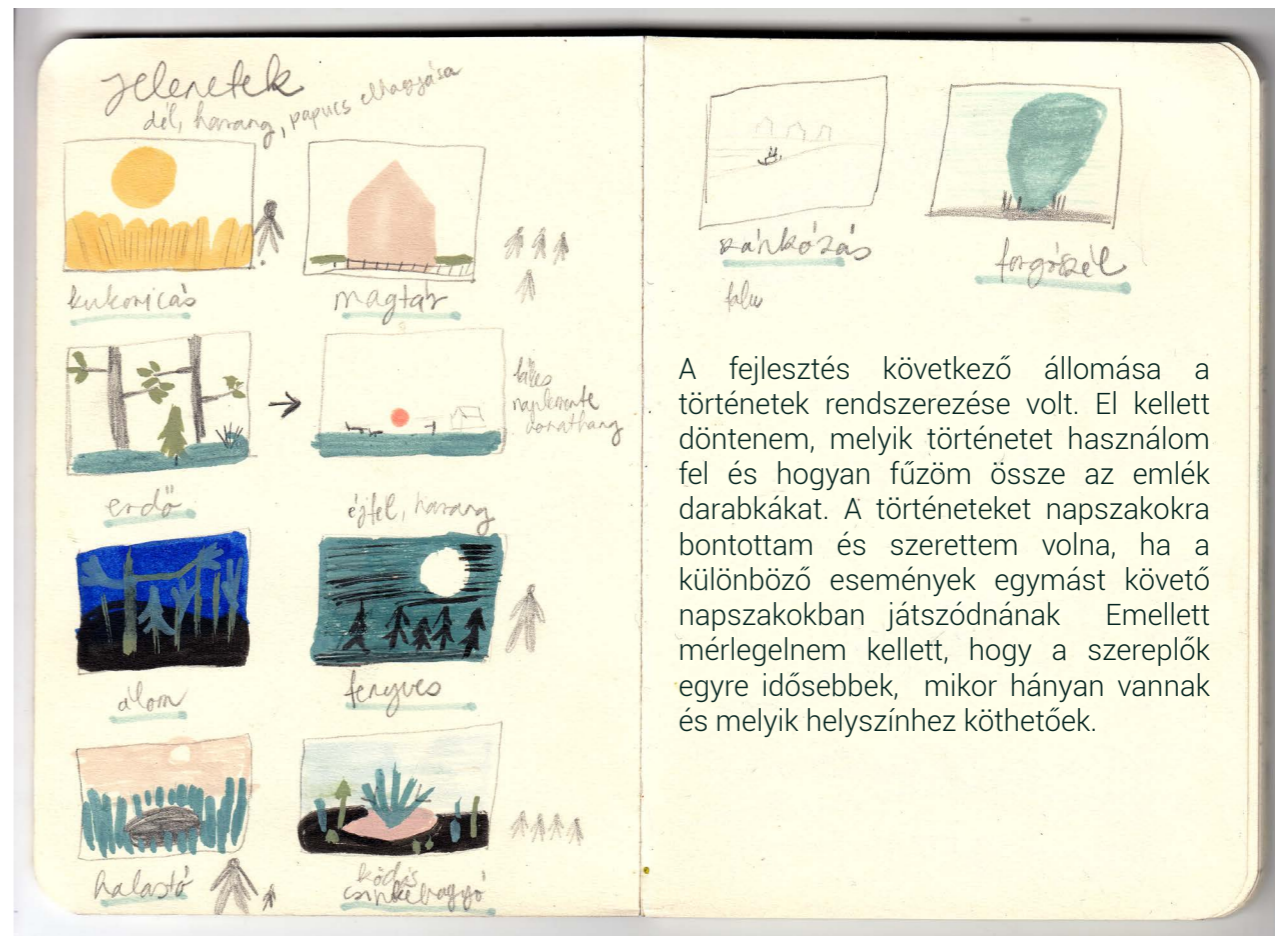 Jelenetek
dél, harang, papucs elhagyása
kukoricás
magtár
erdő
naplemente
éjfél, harang
álom
fenyves
halastó
ködös
szánkózás
falu
forgószél
A fejlesztés következő állomása a
történetek rendszerezése volt. El kellett
döntenem, melyik történetet használom
fel és hogyan fűzöm össze az emlék
darabkákat. A történeteket napszakokra
bontottam és szerettem volna, ha a
különböző események egymást követő
napszakokban játszódnának Emellett
mérlegelnem kellett, hogy a szereplők
egyre idősebbek, mikor hányan vannak
és melyik helyszínhez köthetőek.